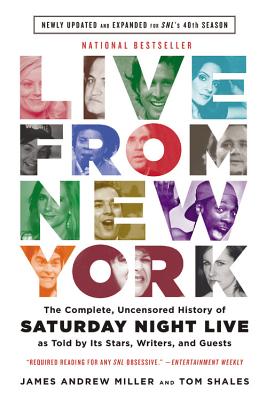 NEWLY UPDATED AND EXPANDED FOR SNL's 40TH SEASON
NATIONAL BESTSELLER
LIVE
FROM
NEW
YORK
The Complete, Uncensored History of
SATURDAY NIGHT LIVE
as Told by Its Stars, Writers, and Guests
"REQUIRED READING FOR ANY SNL OBSESSIVE." —ENTERTAINMENT WEEKLY
JAMES ANDREW MILLER AND TOM SHALES